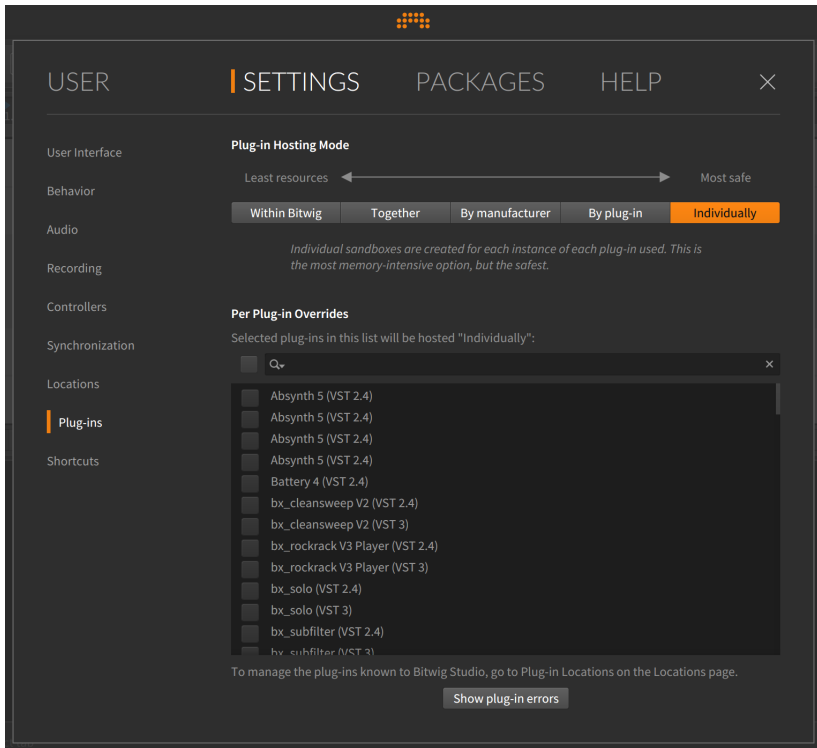 USER
SETTINGS
PACKAGES
HELP
User Interface
Behavior
Audio
Recording
Controllers
Synchronization
Locations
Plug-ins
Shortcuts
Plug-in Hosting Mode
Least resources
Most safe
Within Bitwig
Together
By manufacturer
By plug-in
Individually
Individual sandboxes are created for each instance of each plug-in used. This is
the most memory-intensive option, but the safest.
Per Plug-in Overrides
Selected plug-ins in this list will be hosted "Individually":
Absynth 5 (VST 2.4)
Absynth 5 (VST 2.4)
Absynth 5 (VST 2.4)
Absynth 5 (VST 2.4)
Battery 4 (VST 2.4)
bx_cleansweep V2 (VST 2.4)
bx_cleansweep V2 (VST 3)
bx_rockrack V3 Player (VST 2.4)
bx_rockrack V3 Player (VST 3)
bx_solo (VST 2.4)
bx_solo (VST 3)
bx_subfilter (VST 2.4)
bx_subfilter (VST 3)
To manage the plug-ins known to Bitwig Studio, go to Plug-in Locations on the Locations page.
Show plug-in errors